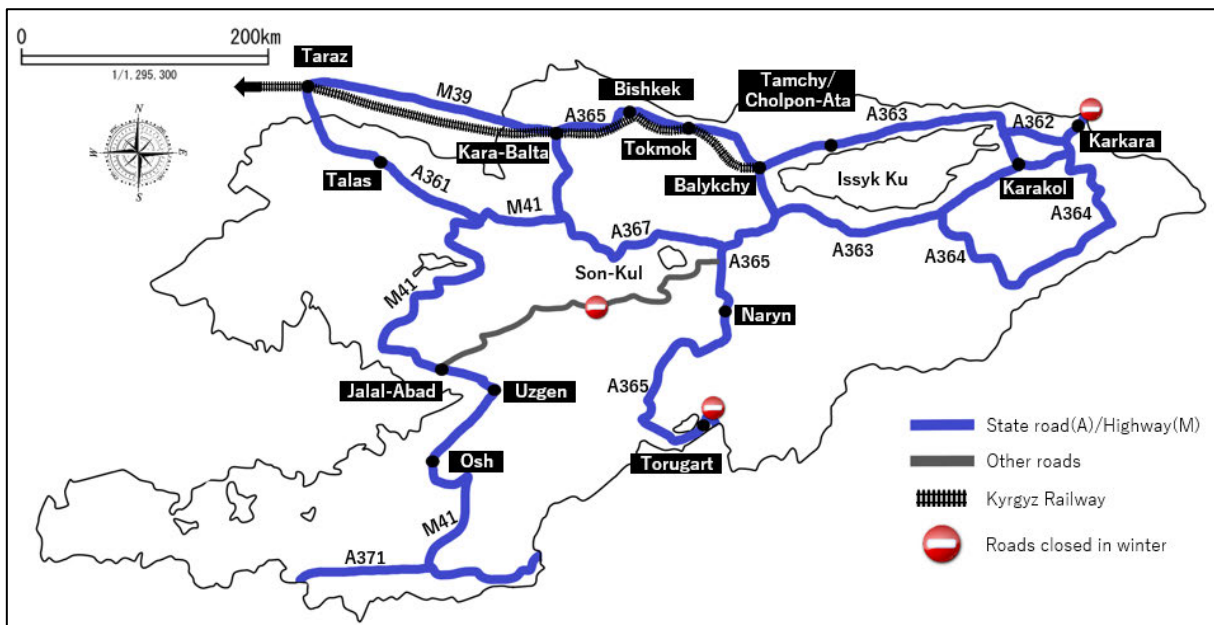 0
200km
1/1,295,300
N
W
E
S
Taraz
M39
Bishkek
Tamchy/
Cholpon-Ata
A365
A363
A362
Karkara
Kara-Balta
Tokmok
Talas
A361
Balykchy
Issyk Ku
Karakol
M41
A367
A363
A364
A364
Son-Kul
A365
M41
Naryn
Jalal-Abad
Uzgen
A365
Osh
Torugart
M41
A371
State road(A)/Highway(M)
Other roads
Kyrgyz Railway
Roads closed in winter